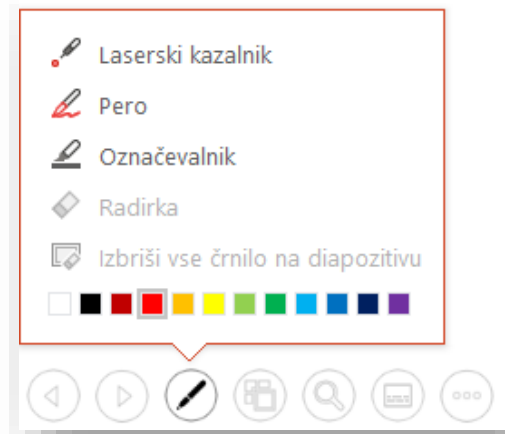 Laserski kazalnik
Pero
Označevalnik
Radirka
Izbriši vse črnilo na diapozitivu